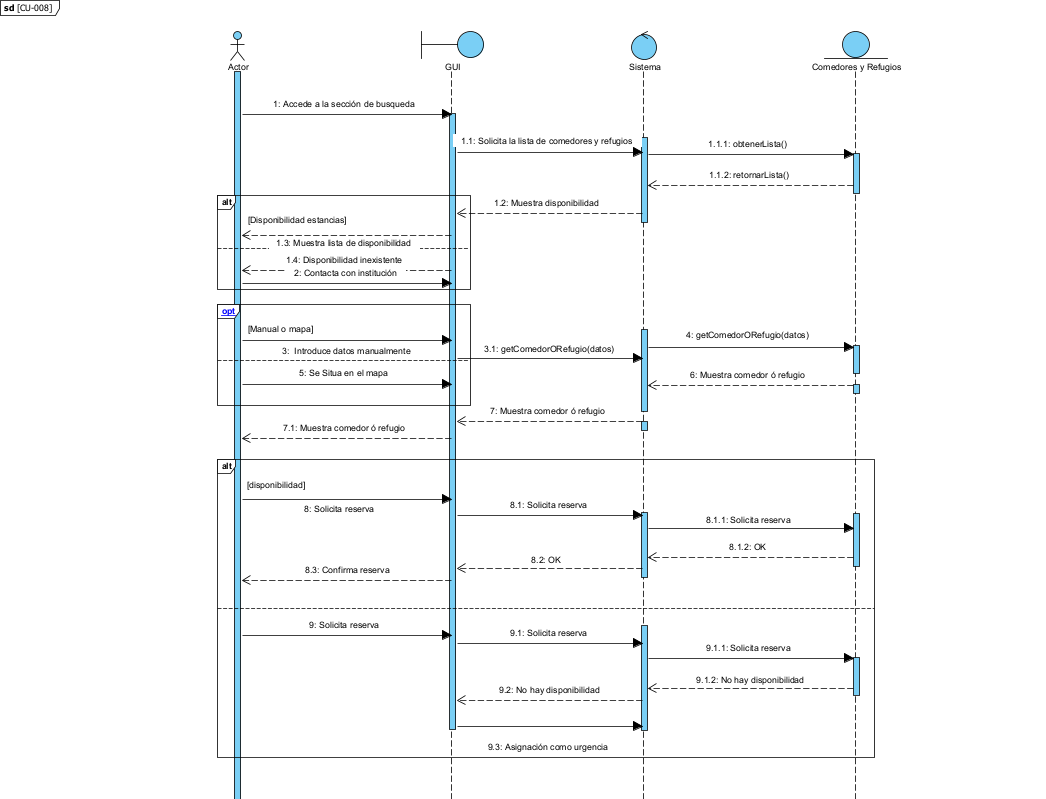 sd [CU-008]
Actor
GUI
Sistema
Comedores y Refugios
1: Accede a la sección de busqueda
1.1: Solicita la lista de comedores y refugios
1.1.1: obtenerLista()
1.1.2: retornarLista()
1.2: Muestra disponibilidad
alt
[Disponibilidad estancias]
1.3: Muestra lista de disponibilidad
1.4: Disponibilidad inexistente
2: Contacta con institución
opt
[Manual o mapa]
3: Introduce datos manualmente
3.1: getComedorORefugio(datos)
4: getComedorORefugio(datos)
5: Se Situa en el mapa
6: Muestra comedor ó refugio
7: Muestra comedor ó refugio
7.1: Muestra comedor ó refugio
alt
[disponibilidad]
8: Solicita reserva
8.1: Solicita reserva
8.1.1: Solicita reserva
8.1.2: OK
8.2: OK
8.3: Confirma reserva
9: Solicita reserva
9.1: Solicita reserva
9.1.1: Solicita reserva
9.1.2: No hay disponibilidad
9.2: No hay disponibilidad
9.3: Asignación como urgencia